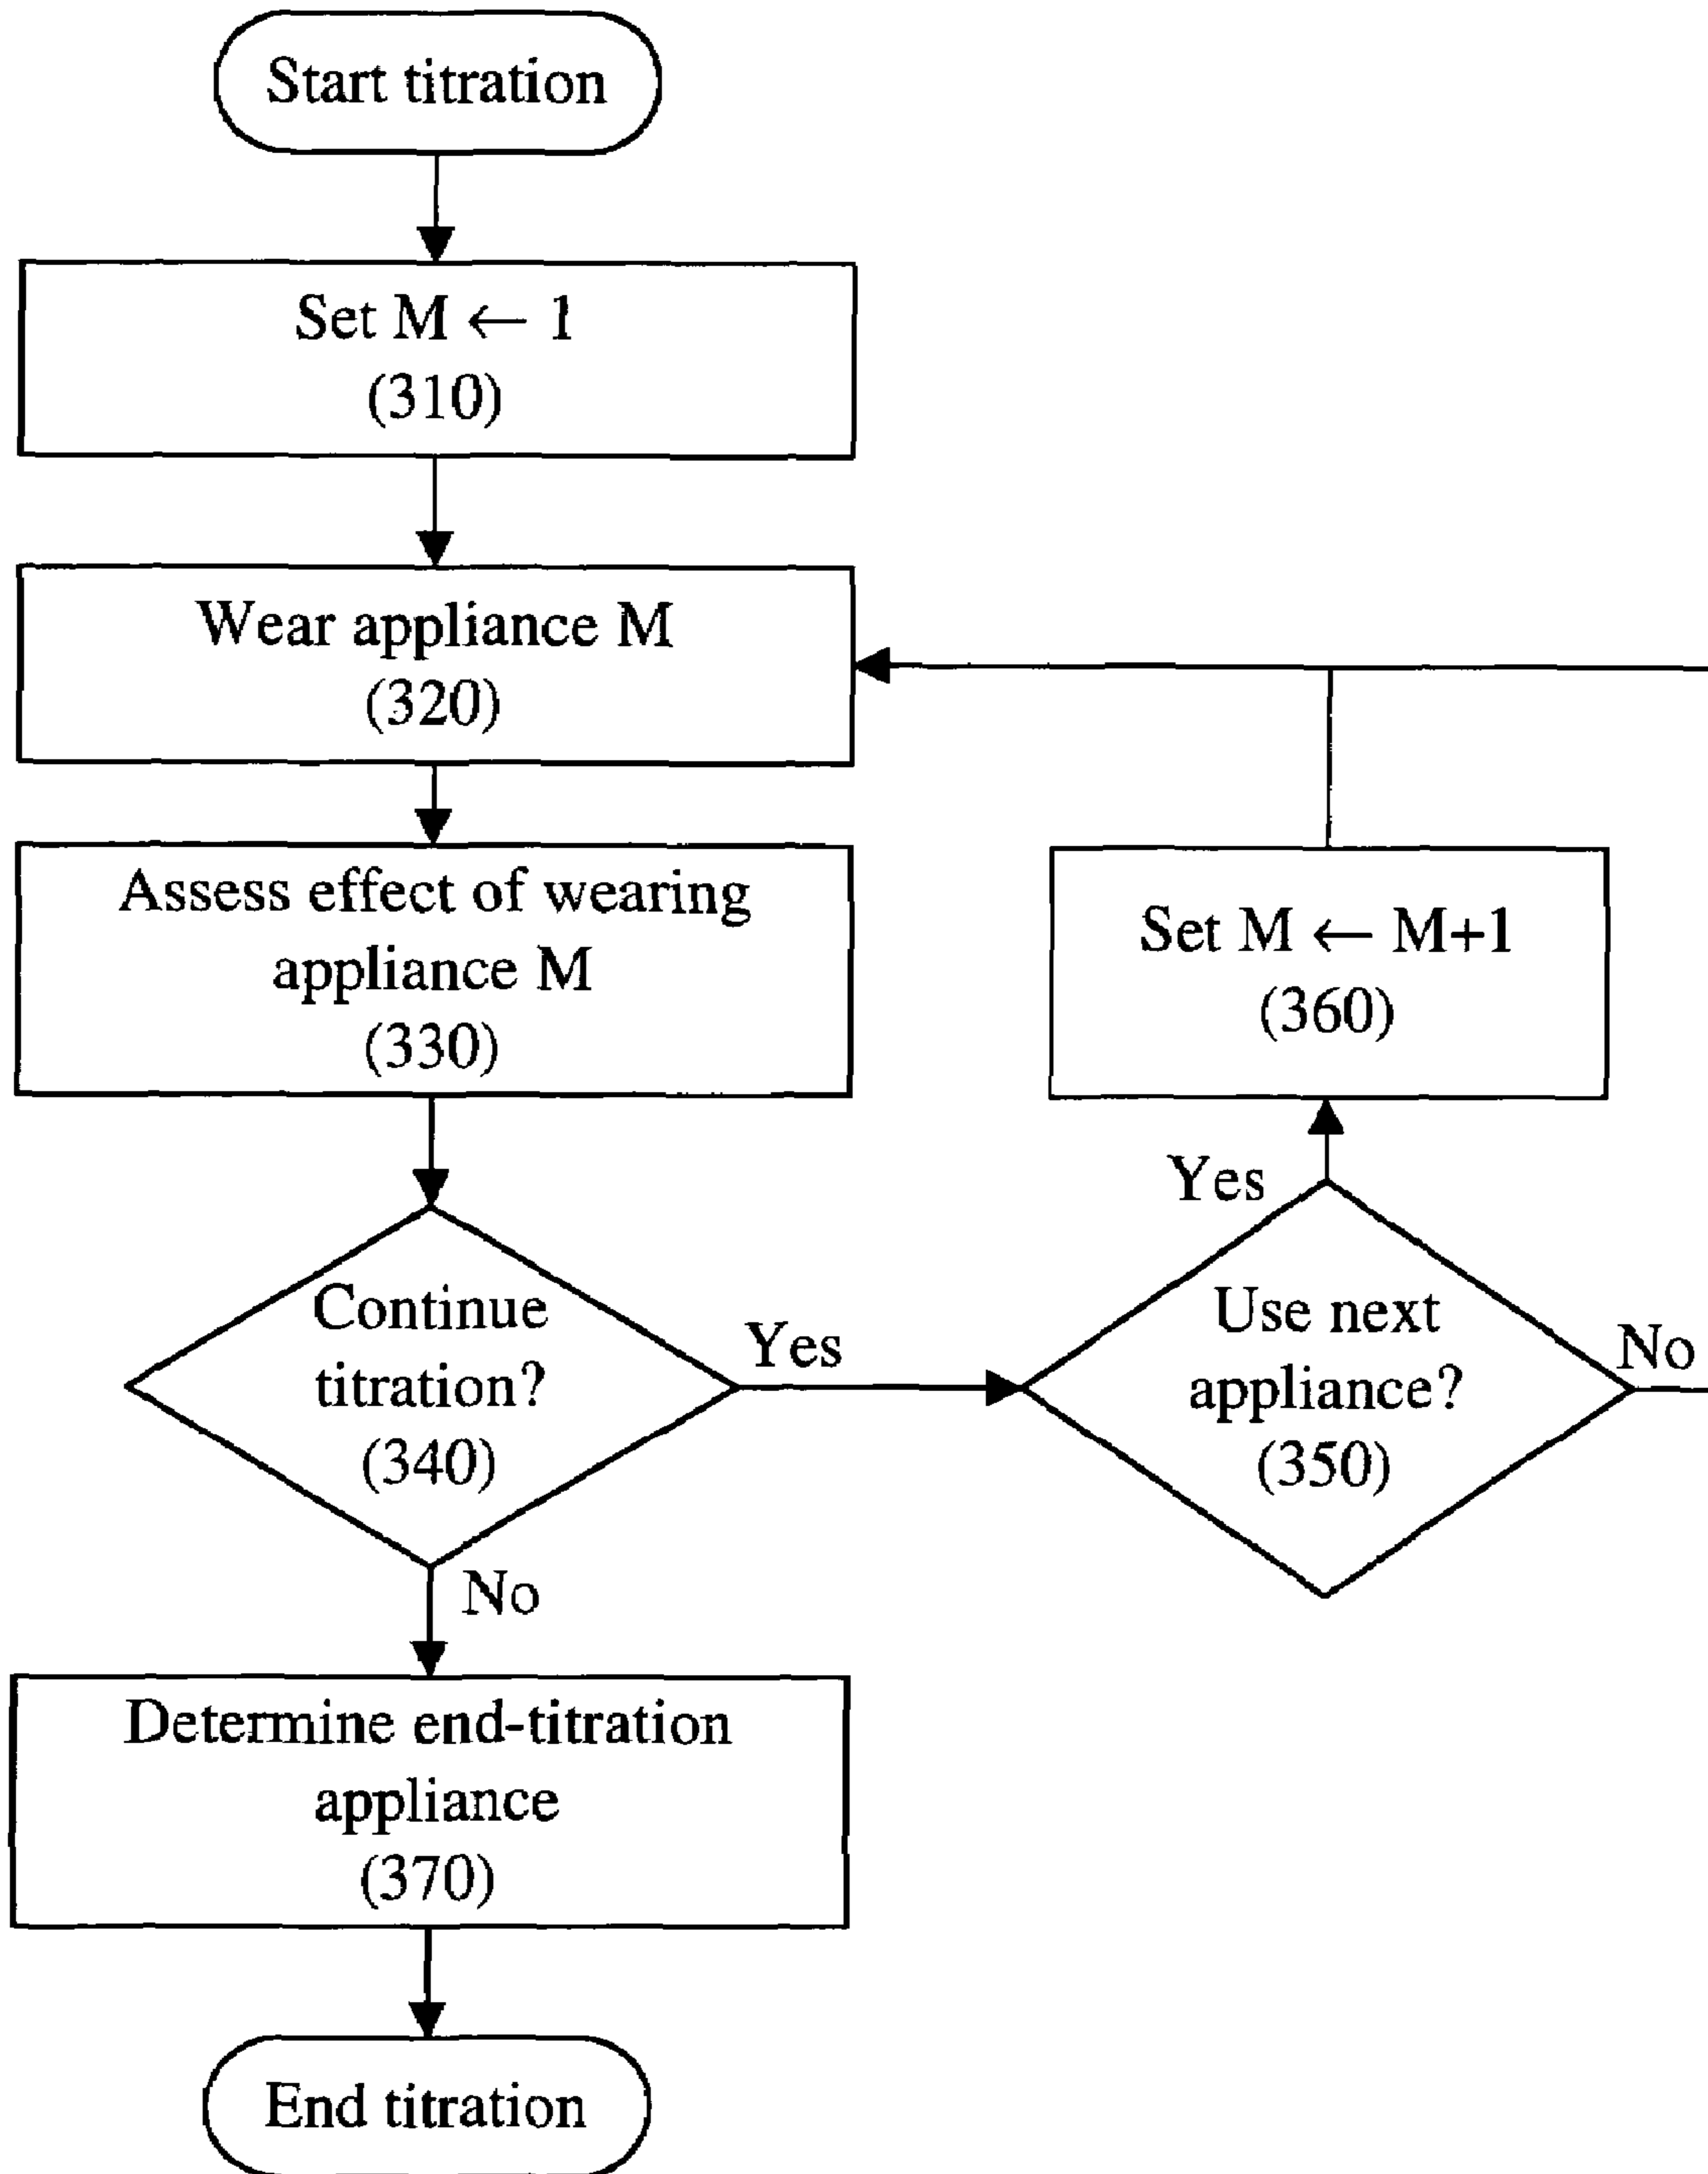 Start titration
Set M ← 1
(310)
Wear appliance M
(320)
Assess effect of wearing
appliance M
(330)
Set M ← M+1
(360)
Yes
Continue
titration?
(340)
Yes
Use next
appliance?
(350)
No
No
Determine end-titration
appliance
(370)
End titration